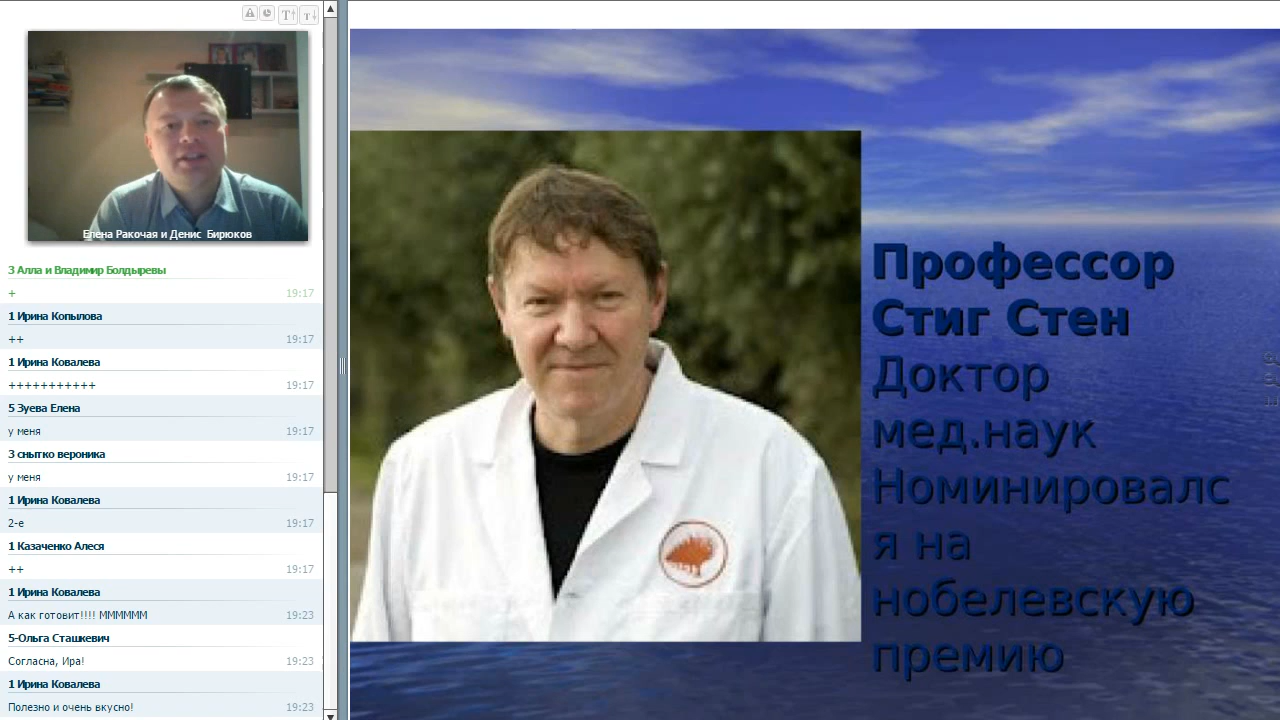 Елена Ракочая и Денис Бирюков
3 Алла и Владимир Болдыревы
+ 19:17
1 Ирина Копылова
++ 19:17
1 Ирина Ковалева
+++++++++++ 19:17
5 Зуева Елена
у меня 19:17
3 снытко вероника
у меня 19:17
1 Ирина Ковалева
2-е 19:17
1 Казаченко Алеся
++ 19:17
1 Ирина Ковалева
А как готовит!!!! МММММММ 19:23
5-Ольга Сташкевич
Согласна, Ира! 19:23
1 Ирина Ковалева
Полезно и очень вкусно! 19:23
Профессор
Стиг Стен
Доктор
мед.наук
Номинировалс
я на
нобелевскую
премию